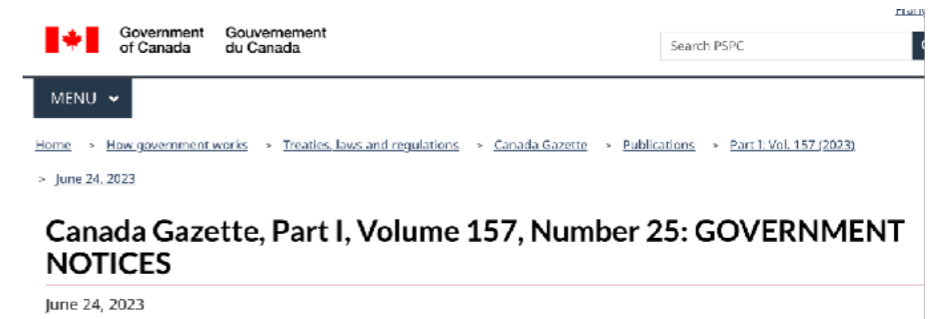 Government of Canada Gouvernement du Canada
Search PSPC
MENU
Home > How government works > Treaties, laws and regulations > Canada Gazette > Publications > Part I: Vol. 157 (2023)
> June 24, 2023
Canada Gazette, Part I, Volume 157, Number 25: GOVERNMENT
NOTICES
June 24, 2023